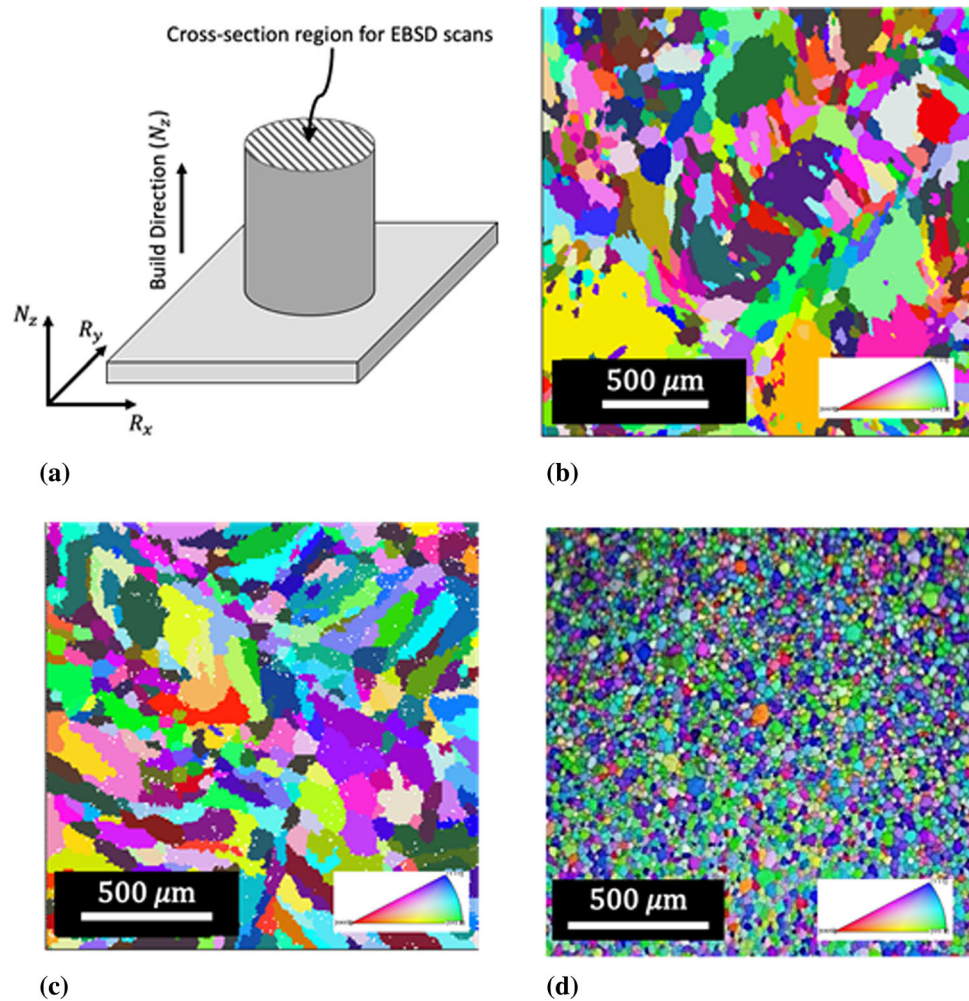 Cross-section region for EBSD scans
Build Direction (N_z)
N_z
R_y
R_x
500 μm
(a)
(b)
500 μm
500 μm
(c)
(d)